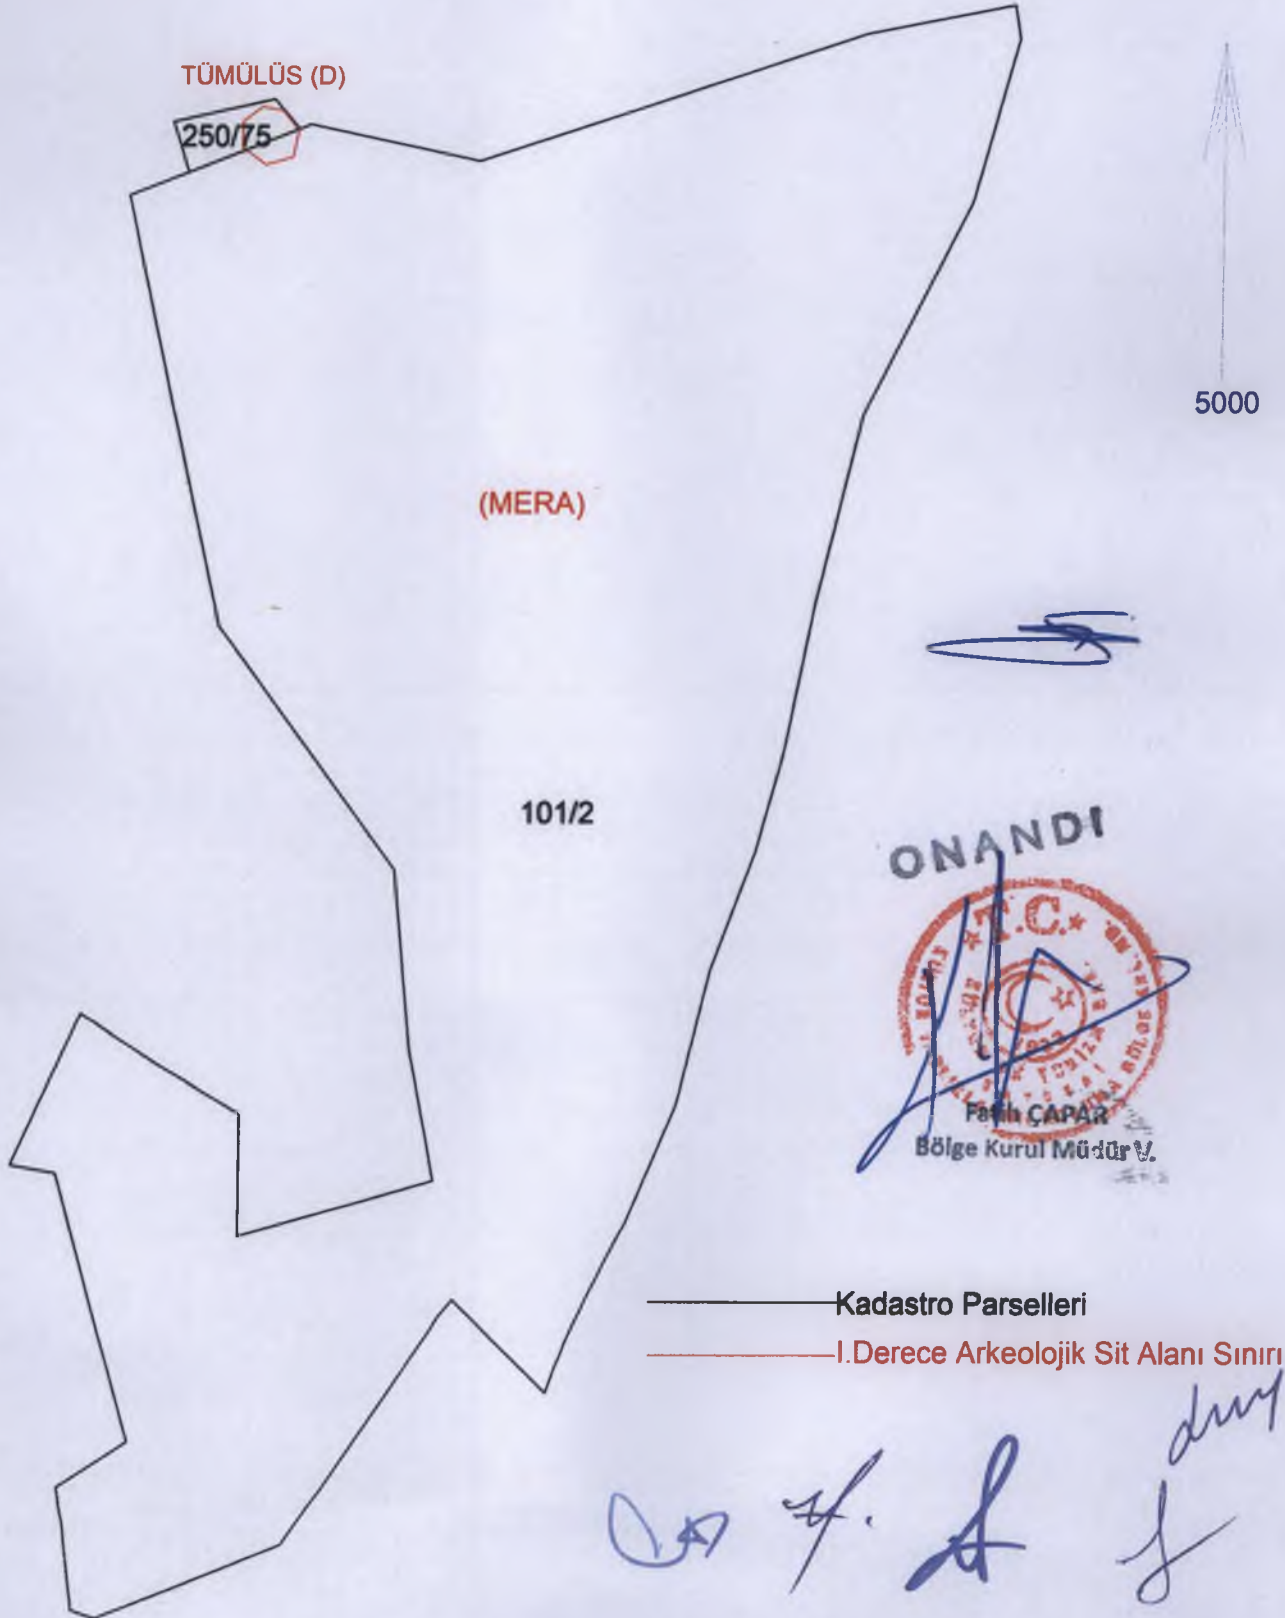 TÜMÜLÜS (D)
250/75
5000
(MERA)
101/2
ONANDI
T.C.
Fatih ÇAPAR
Bölge Kurul Müdür V.
Kadastro Parselleri
I.Derece Arkeolojik Sit Alanı Sınırı